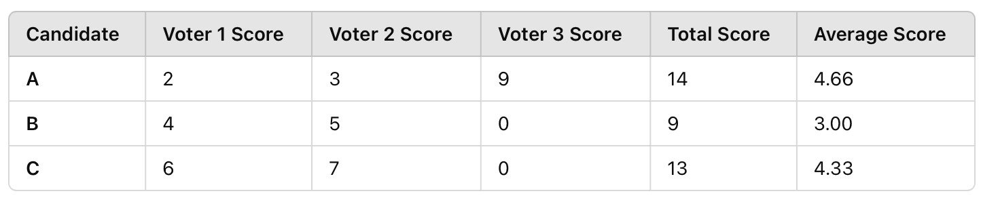 Candidate Voter 1 Score Voter 2 Score Voter 3 Score Total Score Average Score
A 2 3 9 14 4.66
B 4 5 0 9 3.00
C 6 7 0 13 4.33